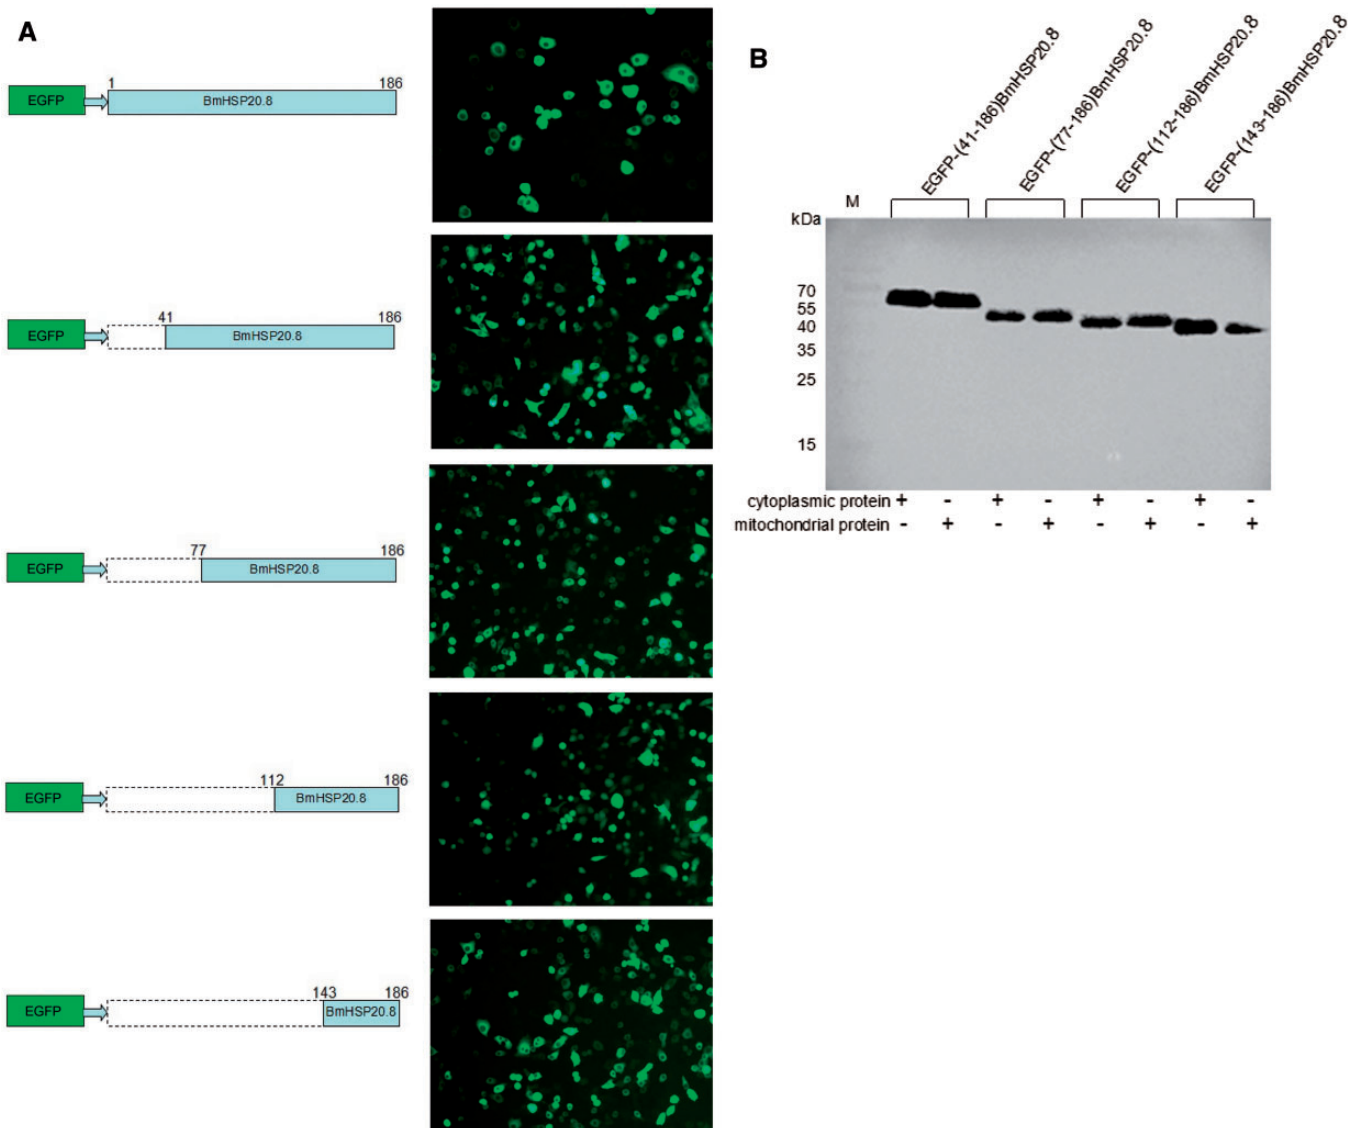 A
1 186
EGFP BmHSP20.8
41 186
EGFP BmHSP20.8
77 186
EGFP BmHSP20.8
112 186
EGFP BmHSP20.8
143 186
EGFP BmHSP20.8
B
EGFP-(41-186)BmHSP20.8
EGFP-(77-186)BmHSP20.8
EGFP-(112-186)BmHSP20.8
EGFP-(143-186)BmHSP20.8
M
kDa
70
55
40
35
25
15
cytoplasmic protein + - + - + - + -
mitochondrial protein - + - + - + - +